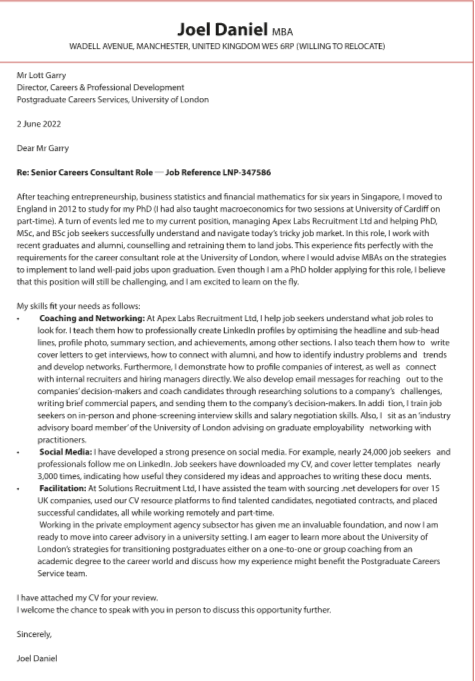 Joel Daniel MBA
WADELL AVENUE, MANCHESTER, UNITED KINGDOM WE5 6RP (WILLING TO RELOCATE)
Mr Lott Garry
Director, Careers & Professional Development
Postgraduate Careers Services, University of London
2 June 2022
Dear Mr Garry
Re: Senior Careers Consultant Role — Job Reference LNP-347586
After teaching entrepreneurship, business statistics and financial mathematics for six years in Singapore, I moved to
England in 2012 to study for my PhD (I had also taught macroeconomics for two sessions at University of Cardiff on
part-time). A turn of events led me to my current position, managing Apex Labs Recruitment Ltd and helping PhD,
MSc, and BSc job seekers successfully understand and navigate today's tricky job market. In this role, I work with
recent graduates and alumni, counselling and retraining them to land jobs. This experience fits perfectly with the
requirements for the career consultant role at the University of London, where I would advise MBAs on the strategies
to implement to land well-paid jobs upon graduation. Even though I am a PhD holder applying for this role, I believe
that this position will still be challenging, and I am excited to learn on the fly.
My skills fit your needs as follows:
• Coaching and Networking: At Apex Labs Recruitment Ltd, I help job seekers understand what job roles to
look for. I teach them how to professionally create LinkedIn profiles by optimising the headline and sub-head
lines, profile photo, summary section, and achievements, among other sections. I also teach them how to write
cover letters to get interviews, how to connect with alumni, and how to identify industry problems and trends
and develop networks. Furthermore, I demonstrate how to profile companies of interest, as well as connect
with internal recruiters and hiring managers directly. We also develop email messages for reaching out to the
companies' decision-makers and coach candidates through researching solutions to a company's challenges,
writing brief commercial papers, and sending them to the company's decision-makers. In addi tion, I train job
seekers on in-person and phone-screening interview skills and salary negotiation skills. Also, I sit as an 'industry
advisory board member' of the University of London advising on graduate employability networking with
practitioners.
• Social Media: I have developed a strong presence on social media. For example, nearly 24,000 job seekers and
professionals follow me on LinkedIn. Job seekers have downloaded my CV, and cover letter templates nearly
3,000 times, indicating how useful they considered my ideas and approaches to writing these docu ments.
• Facilitation: At Solutions Recruitment Ltd, I have assisted the team with sourcing .net developers for over 15
UK companies, used our CV resource platforms to find talented candidates, negotiated contracts, and placed
successful candidates, all while working remotely and part-time.
Working in the private employment agency subsector has given me an invaluable foundation, and now I am
ready to move into career advisory in a university setting. I am eager to learn more about the University of
London's strategies for transitioning postgraduates either on a one-to-one or group coaching from an
academic degree to the career world and discuss how my experience might benefit the Postgraduate Careers
Service team.
I have attached my CV for your review.
I welcome the chance to speak with you in person to discuss this opportunity further.
Sincerely,
Joel Daniel